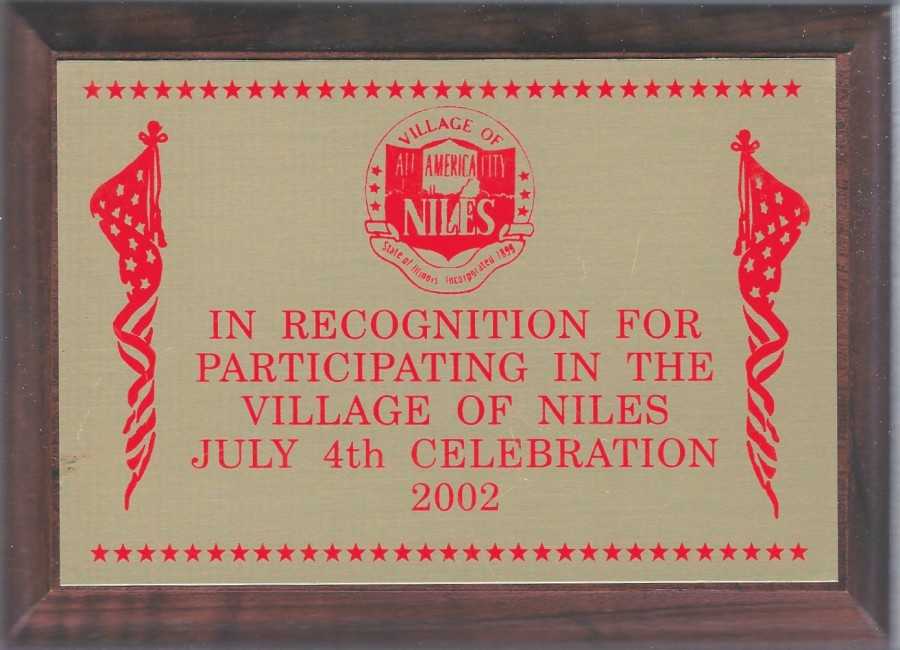 VILLAGE OF
ALL AMERICA CITY
NILES
State of Illinois Incorporated 1899
IN RECOGNITION FOR
PARTICIPATING IN THE
VILLAGE OF NILES
JULY 4th CELEBRATION
2002